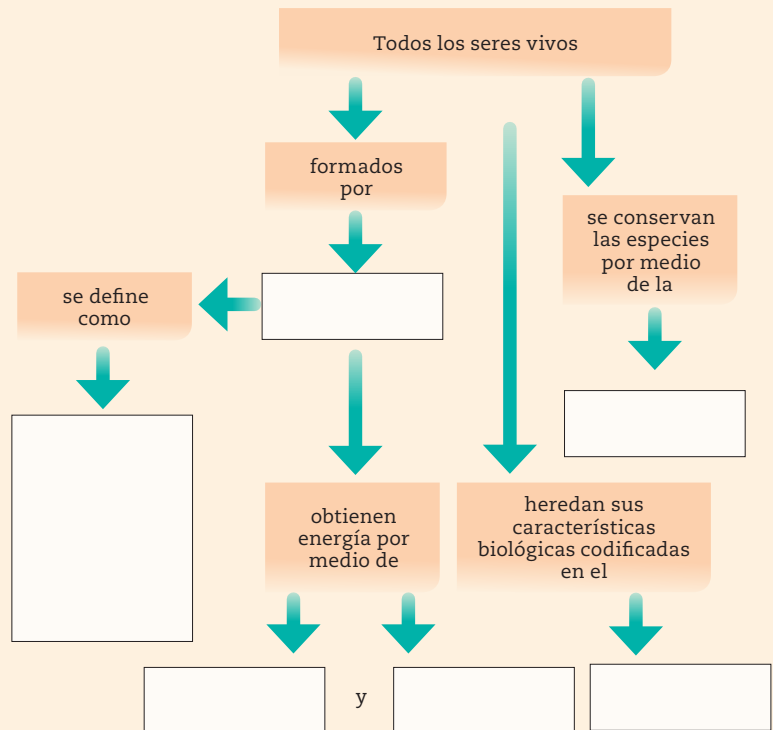 Todos los seres vivos
formados
por
se conservan
las especies
por medio
de la
se define
como
obtienen
energía por
medio de
heredan sus
características
biológicas codificadas
en el
y